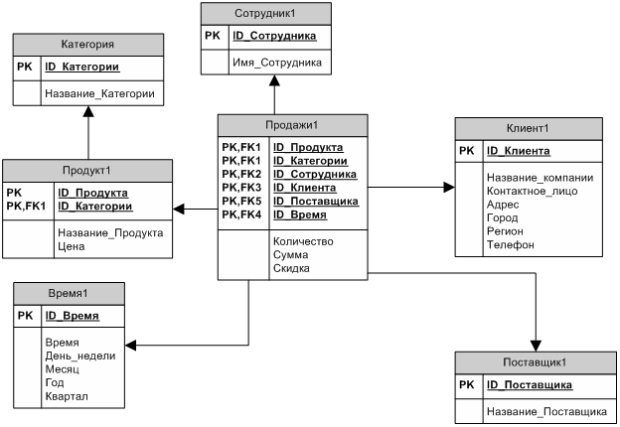 Сотрудник1
PK ID_Сотрудника
Имя_Сотрудника
Категория
PK ID_Категории
Название_Категории
Продажи1
PK,FK1 ID_Продукта
PK,FK1 ID_Категории
PK,FK2 ID_Сотрудника
PK,FK3 ID_Клиента
PK,FK5 ID_Поставщика
PK,FK4 ID_Время
Количество
Сумма
Скидка
Клиент1
PK ID_Клиента
Название_компании
Контактное_лицо
Адрес
Город
Регион
Телефон
Продукт1
PK ID_Продукта
PK,FK1 ID_Категории
Название_Продукта
Цена
Время1
PK ID_Время
Время
День_недели
Месяц
Год
Квартал
Поставщик1
PK ID_Поставщика
Название_Поставщика